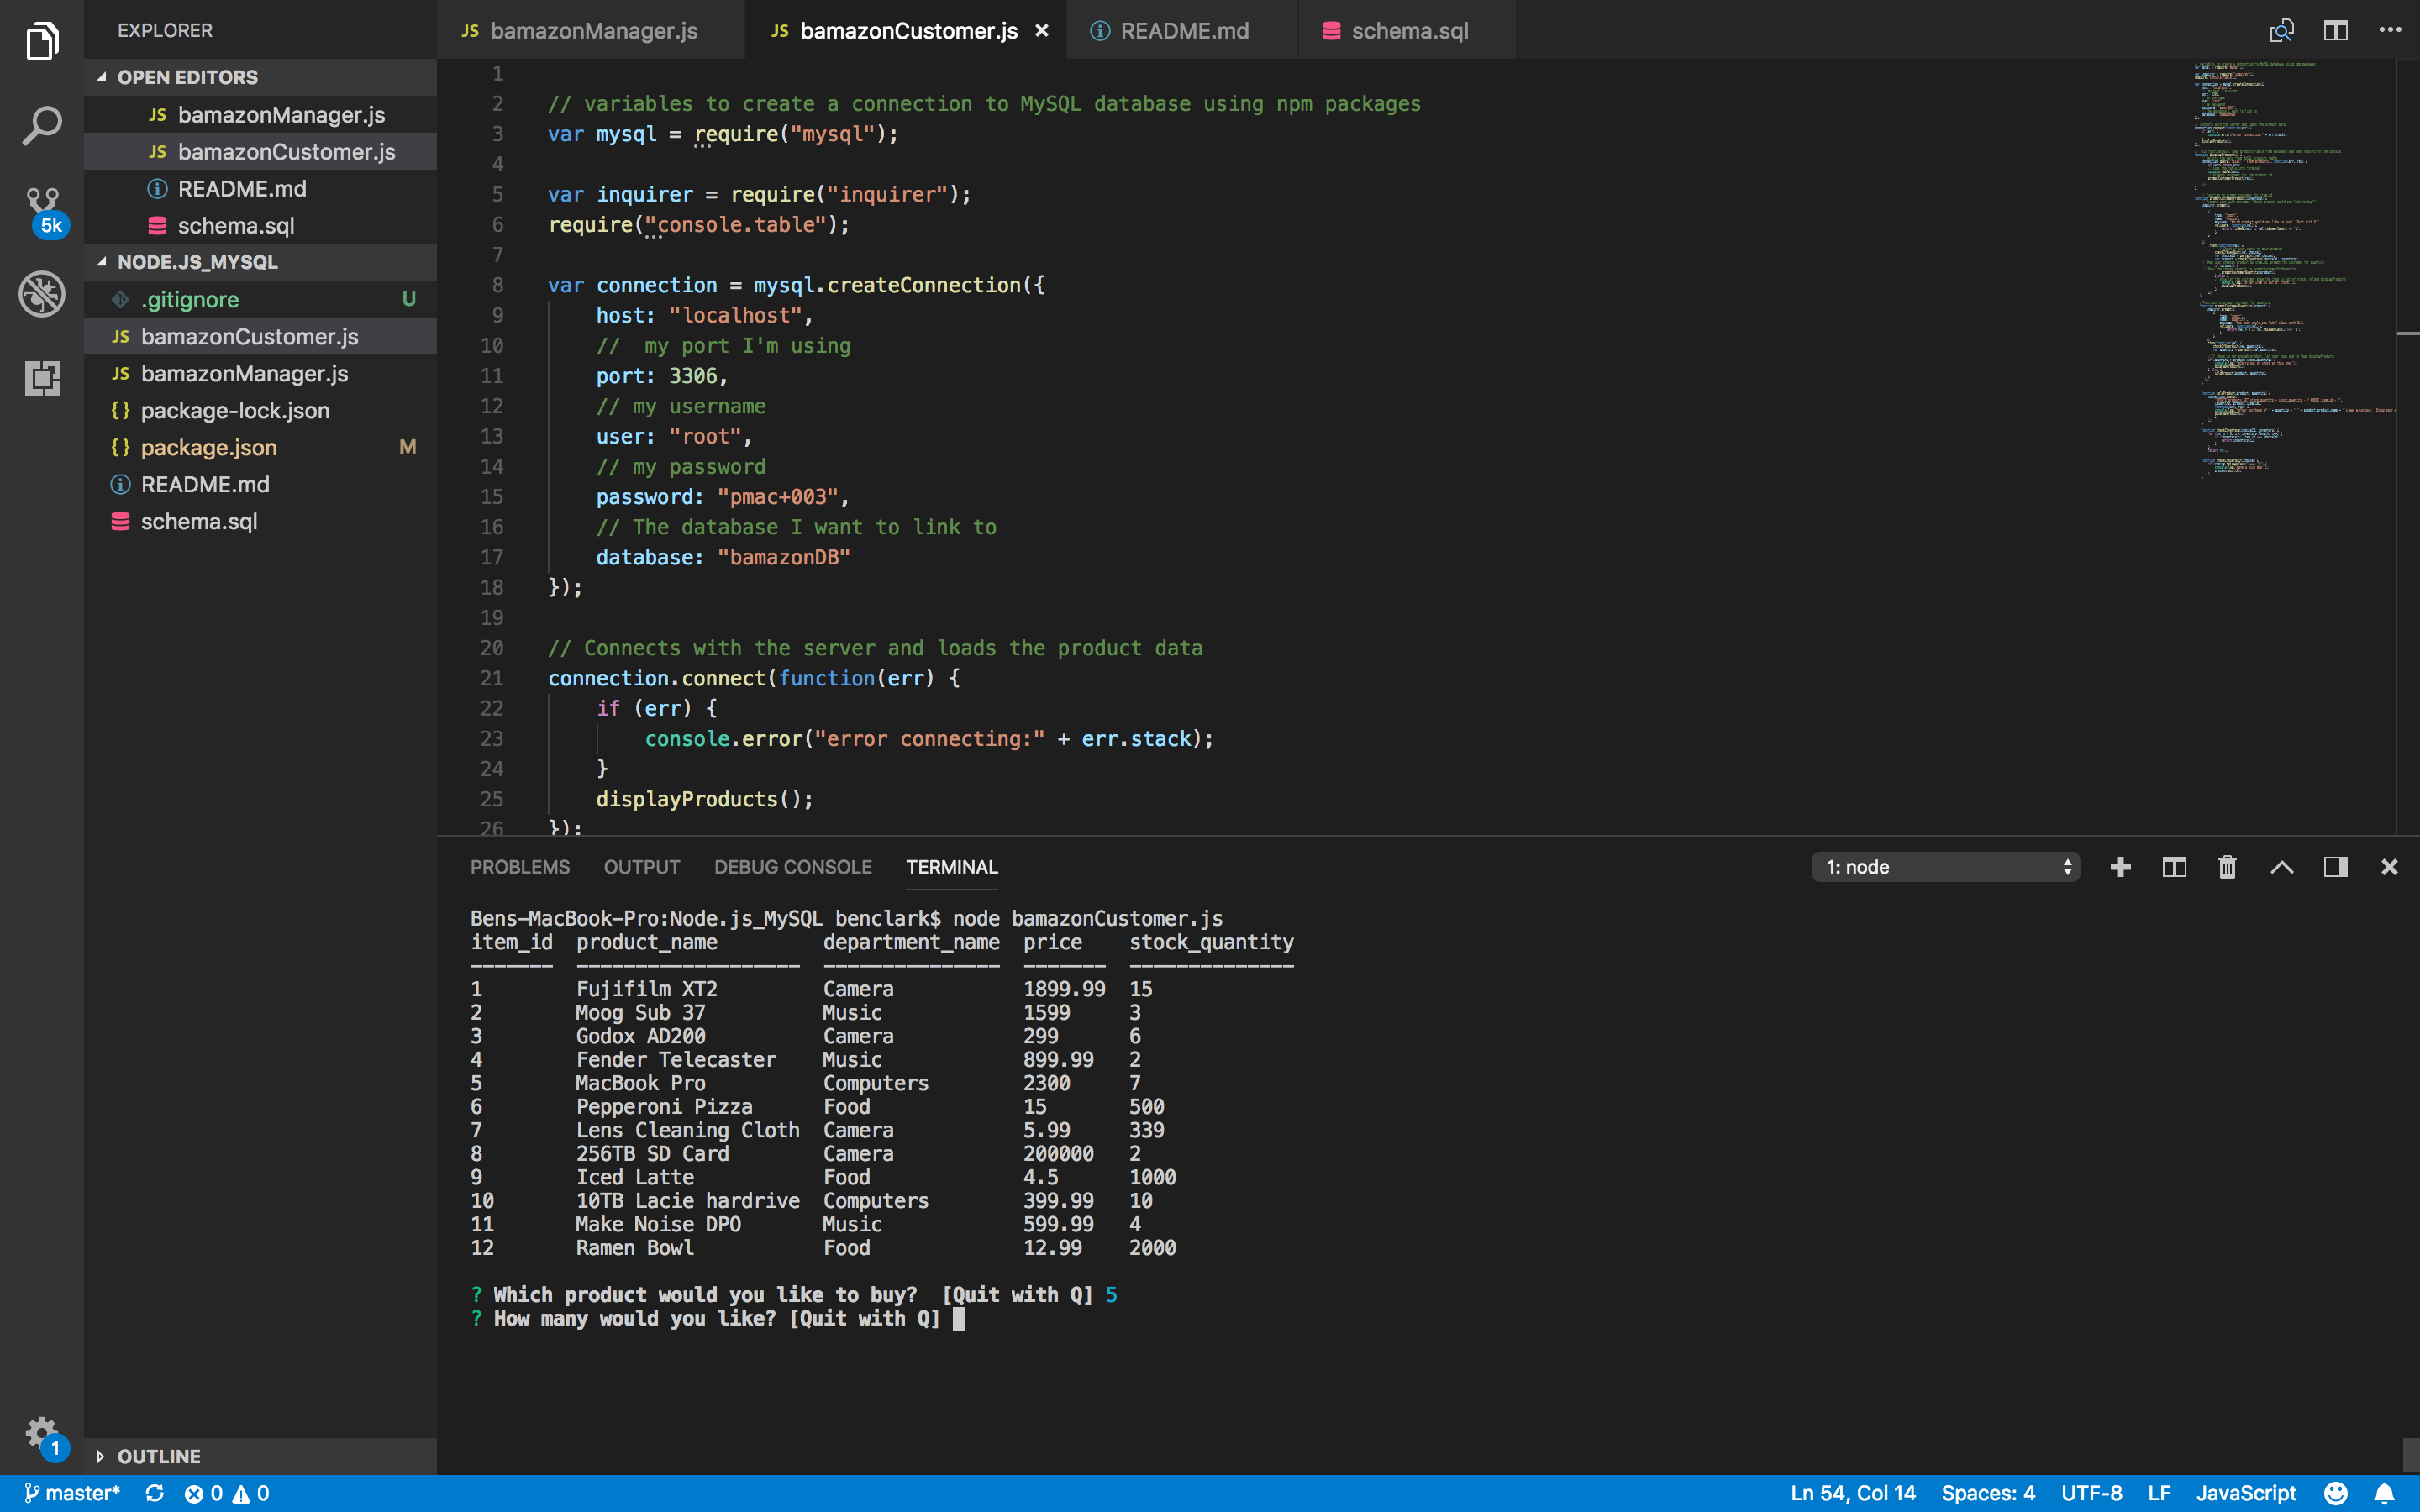 EXPLORER
OPEN EDITORS
JS bamazonManager.js
JS bamazonCustomer.js
README.md
schema.sql
NODE.JS_MYSQL
.gitignore U
JS bamazonCustomer.js
JS bamazonManager.js
{} package-lock.json
{} package.json M
README.md
schema.sql
OUTLINE
5k
1
JS bamazonManager.js JS bamazonCustomer.js × README.md schema.sql
1
2 // variables to create a connection to MySQL database using npm packages
3 var mysql = require("mysql");
4
5 var inquirer = require("inquirer");
6 require("console.table");
7
8 var connection = mysql.createConnection({
9 host: "localhost",
10 //  my port I'm using
11 port: 3306,
12 // my username
13 user: "root",
14 // my password
15 password: "pmac+003",
16 // The database I want to link to
17 database: "bamazonDB"
18 });
19
20 // Connects with the server and loads the product data
21 connection.connect(function(err) {
22 if (err) {
23 console.error("error connecting:" + err.stack);
24 }
25 displayProducts();
26 });
PROBLEMS OUTPUT DEBUG CONSOLE TERMINAL 1: node
Bens-MacBook-Pro:Node.js_MySQL benclark$ node bamazonCustomer.js
item_id product_name department_name price stock_quantity
------- ------------------- --------------- ------- --------------
1 Fujifilm XT2 Camera 1899.99 15
2 Moog Sub 37 Music 1599 3
3 Godox AD200 Camera 299 6
4 Fender Telecaster Music 899.99 2
5 MacBook Pro Computers 2300 7
6 Pepperoni Pizza Food 15 500
7 Lens Cleaning Cloth Camera 5.99 339
8 256TB SD Card Camera 200000 2
9 Iced Latte Food 4.5 1000
10 10TB Lacie hardrive Computers 399.99 10
11 Make Noise DPO Music 599.99 4
12 Ramen Bowl Food 12.99 2000
? Which product would you like to buy?  [Quit with Q] 5
? How many would you like? [Quit with Q]
master* 0 0 Ln 54, Col 14 Spaces: 4 UTF-8 LF JavaScript